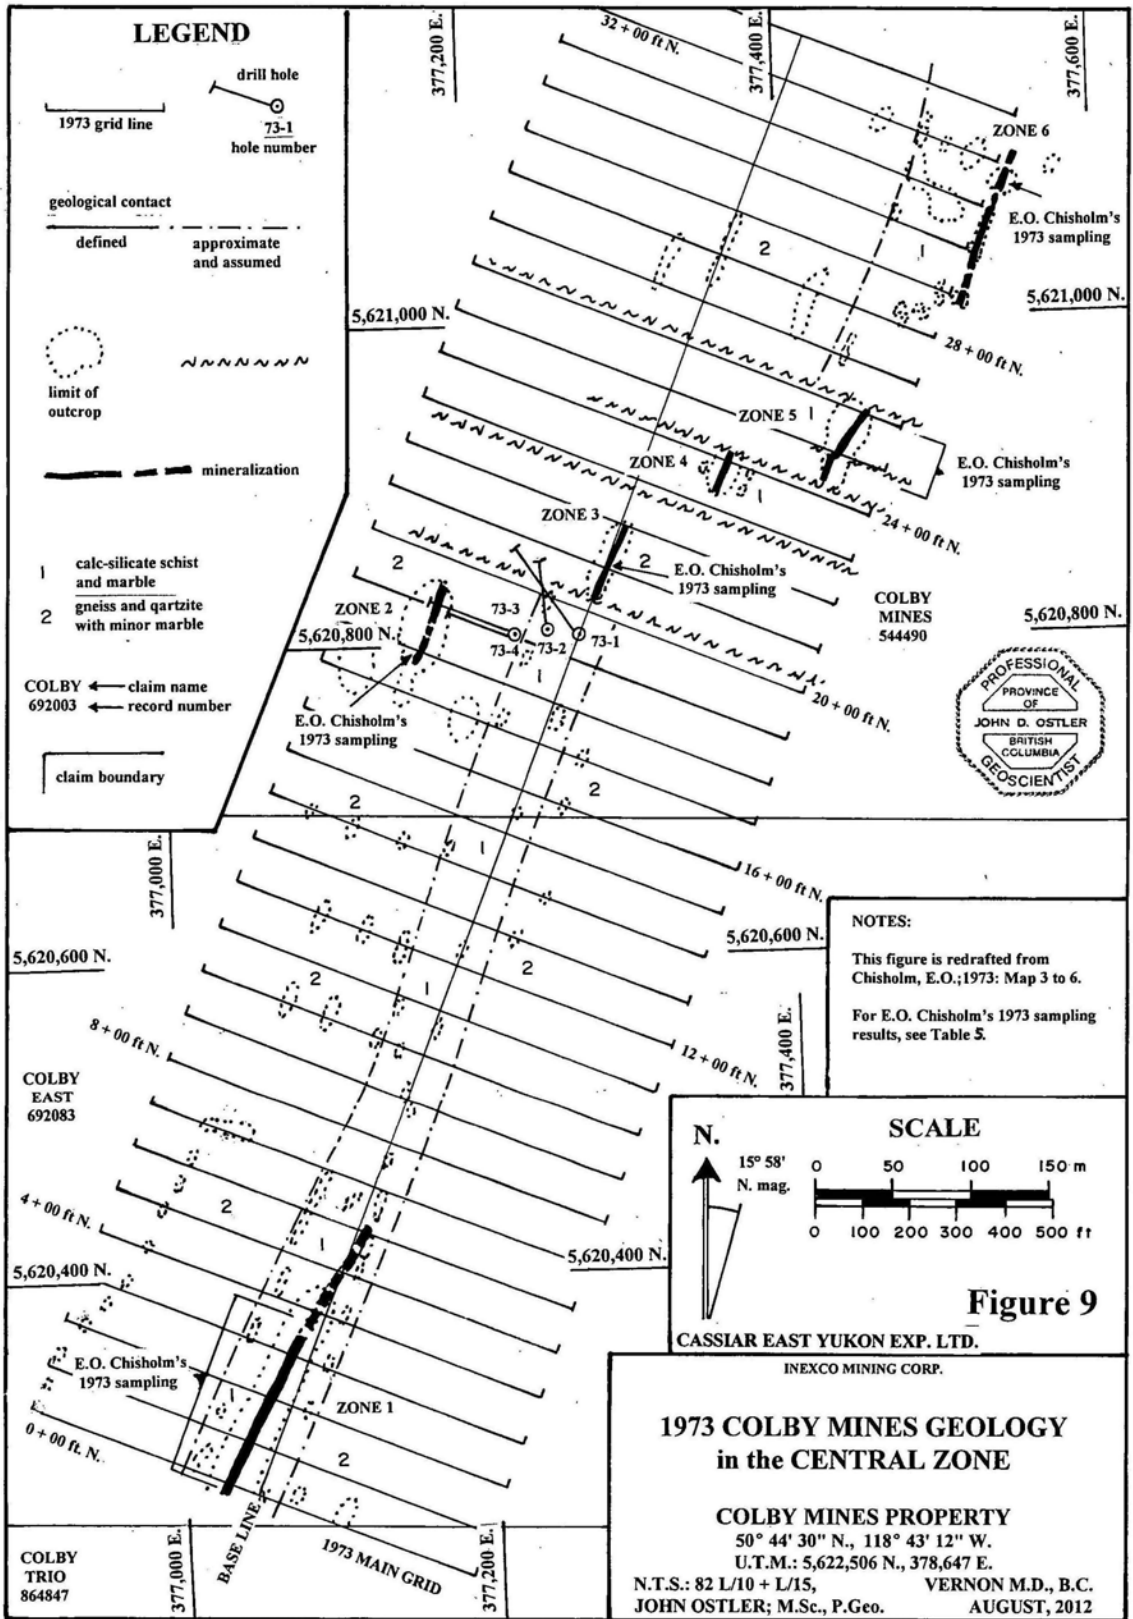 LEGEND
drill hole
73-1
hole number
1973 grid line
geological contact
defined
approximate
and assumed
limit of
outcrop
mineralization
1
calc-silicate schist
and marble
2
gneiss and qartzite
with minor marble
COLBY
692003
claim name
record number
claim boundary
377,200 E.
377,400 E.
377,600 E.
32 + 00 ft N.
ZONE 6
E.O. Chisholm's
1973 sampling
2
1
5,621,000 N.
5,621,000 N.
28 + 00 ft N.
ZONE 5
1
ZONE 4
1
E.O. Chisholm's
1973 sampling
24 + 00 ft N.
ZONE 3
2
E.O. Chisholm's
1973 sampling
2
ZONE 2
73-3
73-4
73-2
73-1
COLBY
MINES
544490
5,620,800 N.
5,620,800 N.
20 + 00 ft N.
1
E.O. Chisholm's
1973 sampling
PROFESSIONAL
PROVINCE
OF
JOHN D. OSTLER
BRITISH
COLUMBIA
GEOSCIENTIST
2
2
1
377,000 E.
16 + 00 ft N.
5,620,600 N.
5,620,600 N.
2
2
1
NOTES:
This figure is redrafted from
Chisholm, E.O.;1973: Map 3 to 6.
For E.O. Chisholm's 1973 sampling
results, see Table 5.
8 + 00 ft N.
12 + 00 ft N.
377,400 E.
COLBY
EAST
692083
N.
15° 58'
N. mag.
SCALE
0 50 100 150 m
0 100 200 300 400 500 ft
4 + 00 ft N.
2
1
5,620,400 N.
5,620,400 N.
Figure 9
CASSIAR EAST YUKON EXP. LTD.
E.O. Chisholm's
1973 sampling
1
ZONE 1
0 + 00 ft. N.
2
BASE LINE
1973 MAIN GRID
377,000 E.
377,200 E.
COLBY
TRIO
864847
INEXCO MINING CORP.
1973 COLBY MINES GEOLOGY
in the CENTRAL ZONE
COLBY MINES PROPERTY
50° 44' 30" N., 118° 43' 12" W.
U.T.M.: 5,622,506 N., 378,647 E.
N.T.S.: 82 L/10 + L/15, VERNON M.D., B.C.
JOHN OSTLER; M.Sc., P.Geo. AUGUST, 2012